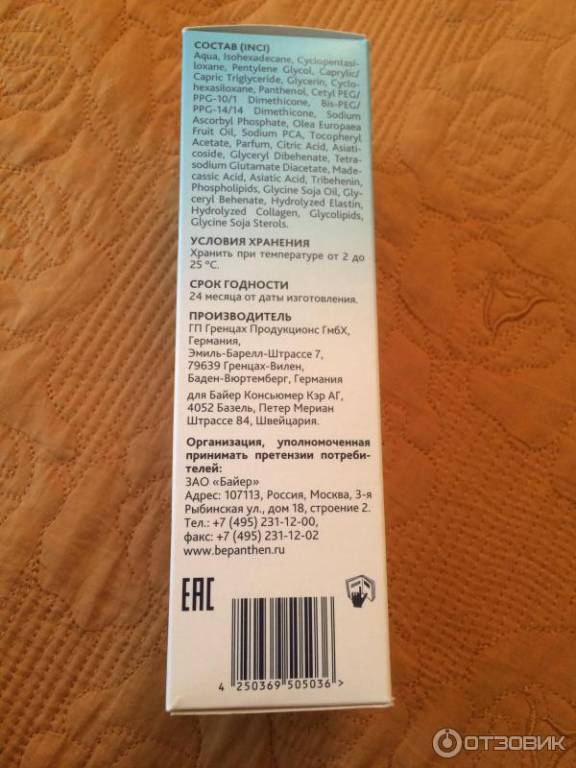 СОСТАВ (INCI)
Aqua, Isohexadecane, Cyclopentasi-
loxane, Pentylene Glycol, Caprylic/
Capric Triglyceride, Glycerin, Cyclo-
hexasiloxane, Panthenol, Cetyl PEG/
PPG-10/1 Dimethicone, Bis-PEG/
PPG-14/14 Dimethicone, Sodium
Ascorbyl Phosphate, Olea Europaea
Fruit Oil, Sodium PCA, Tocopheryl
Acetate, Parfum, Citric Acid, Asiati-
coside, Glyceryl Dibehenate, Tetra-
sodium Glutamate Diacetate, Made-
cassic Acid, Asiatic Acid, Tribehenin,
Phospholipids, Glycine Soja Oil, Gly-
ceryl Behenate, Hydrolyzed Elastin,
Hydrolyzed Collagen, Glycolipids,
Glycine Soja Sterols.
УСЛОВИЯ ХРАНЕНИЯ
Хранить при температуре от 2 до
25 °C.
СРОК ГОДНОСТИ
24 месяца от даты изготовления.
ПРОИЗВОДИТЕЛЬ
ГП Гренцах Продукционс ГмбХ,
Германия,
Эмиль-Барелл-Штрассе 7,
79639 Гренцах-Вилен,
Баден-Вюртемберг, Германия
для Байер Консьюмер Кэр АГ,
4052 Базель, Петер Мериан
Штрассе 84, Швейцария.
Организация, уполномоченная
принимать претензии потреби-
телей:
ЗАО «Байер»
Адрес: 107113, Россия, Москва, 3-я
Рыбинская ул., дом 18, строение 2.
Тел.: +7 (495) 231-12-00,
факс: +7 (495) 231-12-02
www.bepanthen.ru
EAC
4 250369 505036 >
ОТЗОВИК